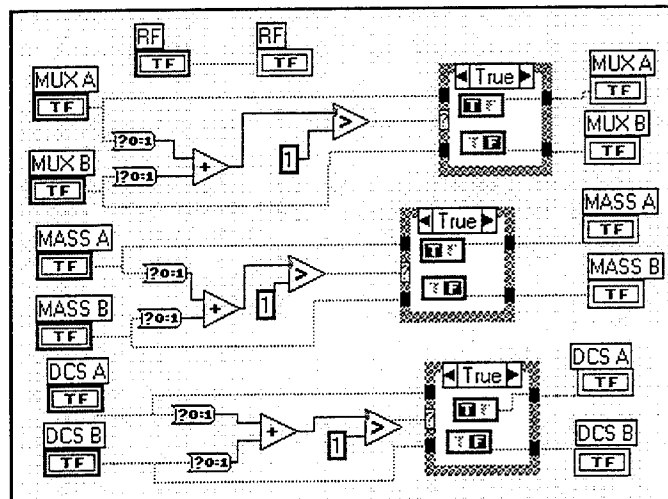 RF RF
TF TF
MUX A
TF
True
MUX A
TF
?0:1
>
T F
MUX B
TF
MUX B
TF
?0:1
+
1
?
T F
MASS A
TF
True
MASS A
TF
?0:1
>
T F
MASS B
TF
MASS B
TF
?0:1
+
1
?
T F
DCS A
TF
True
DCS A
TF
?0:1
>
T F
DCS B
TF
DCS B
TF
?0:1
+
1
?
T F